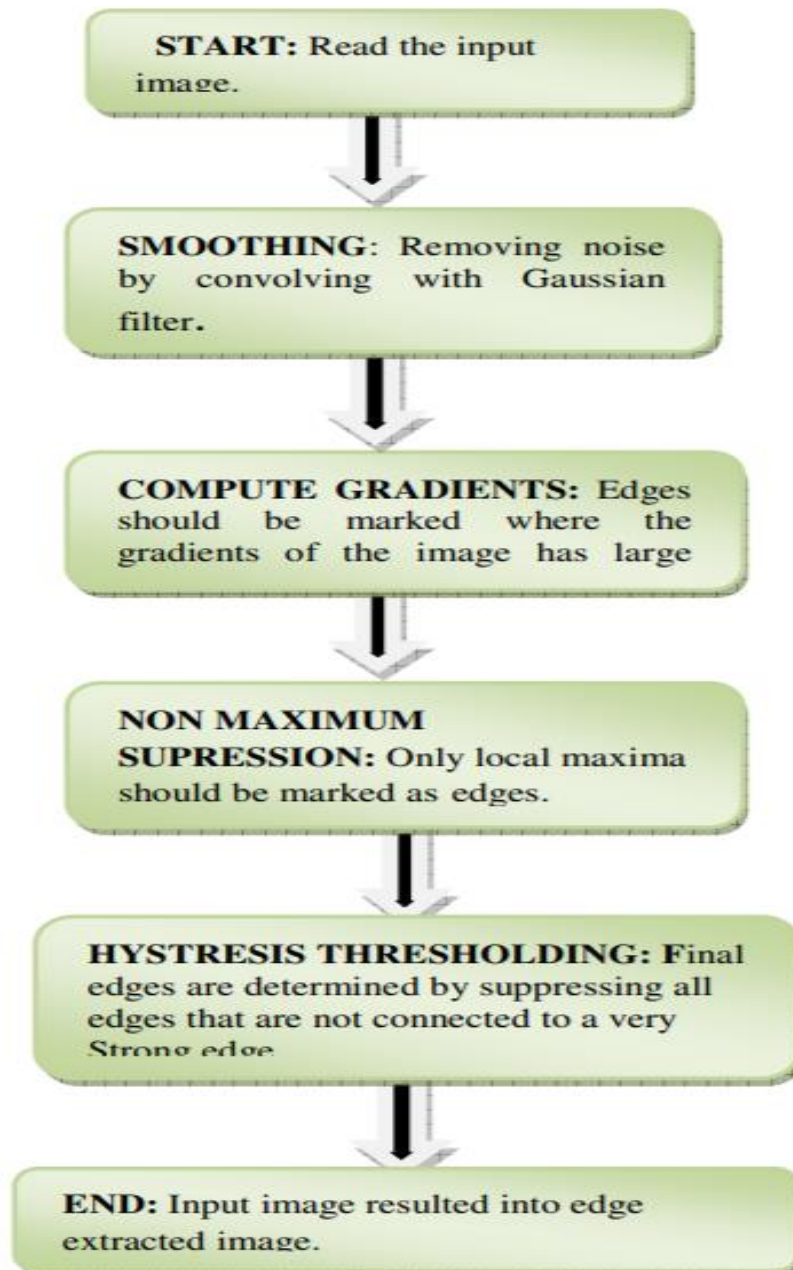 START: Read the input
image.
SMOOTHING: Removing noise
by convolving with Gaussian
filter.
COMPUTE GRADIENTS: Edges
should be marked where the
gradients of the image has large
NON MAXIMUM
SUPRESSION: Only local maxima
should be marked as edges.
HYSTRESIS THRESHOLDING: Final
edges are determined by suppressing all
edges that are not connected to a very
Strong edge
END: Input image resulted into edge
extracted image.